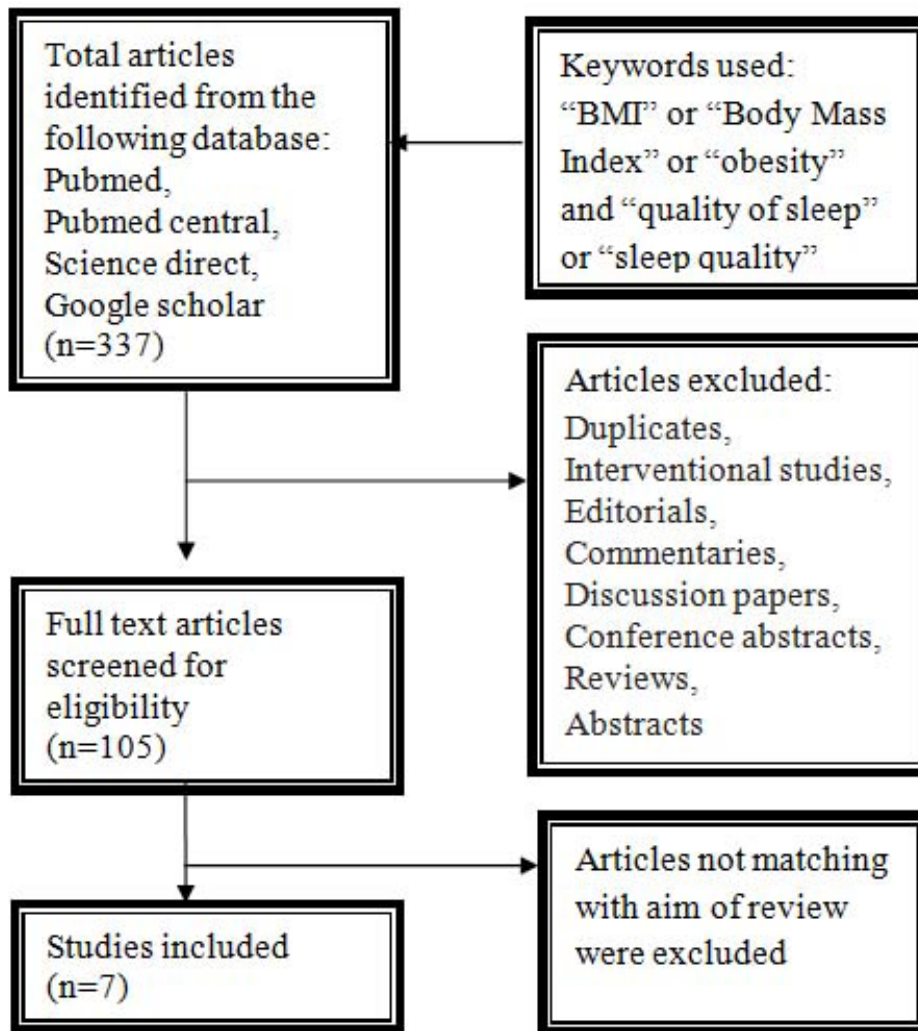 Total articles
identified from the
following database:
Pubmed,
Pubmed central,
Science direct,
Google scholar
(n=337)
Keywords used:
“BMI” or “Body Mass
Index” or “obesity”
and “quality of sleep”
or “sleep quality”
Articles excluded:
Duplicates,
Interventional studies,
Editorials,
Commentaries,
Discussion papers,
Conference abstracts,
Reviews,
Abstracts
Full text articles
screened for
eligibility
(n=105)
Articles not matching
with aim of review
were excluded
Studies included
(n=7)